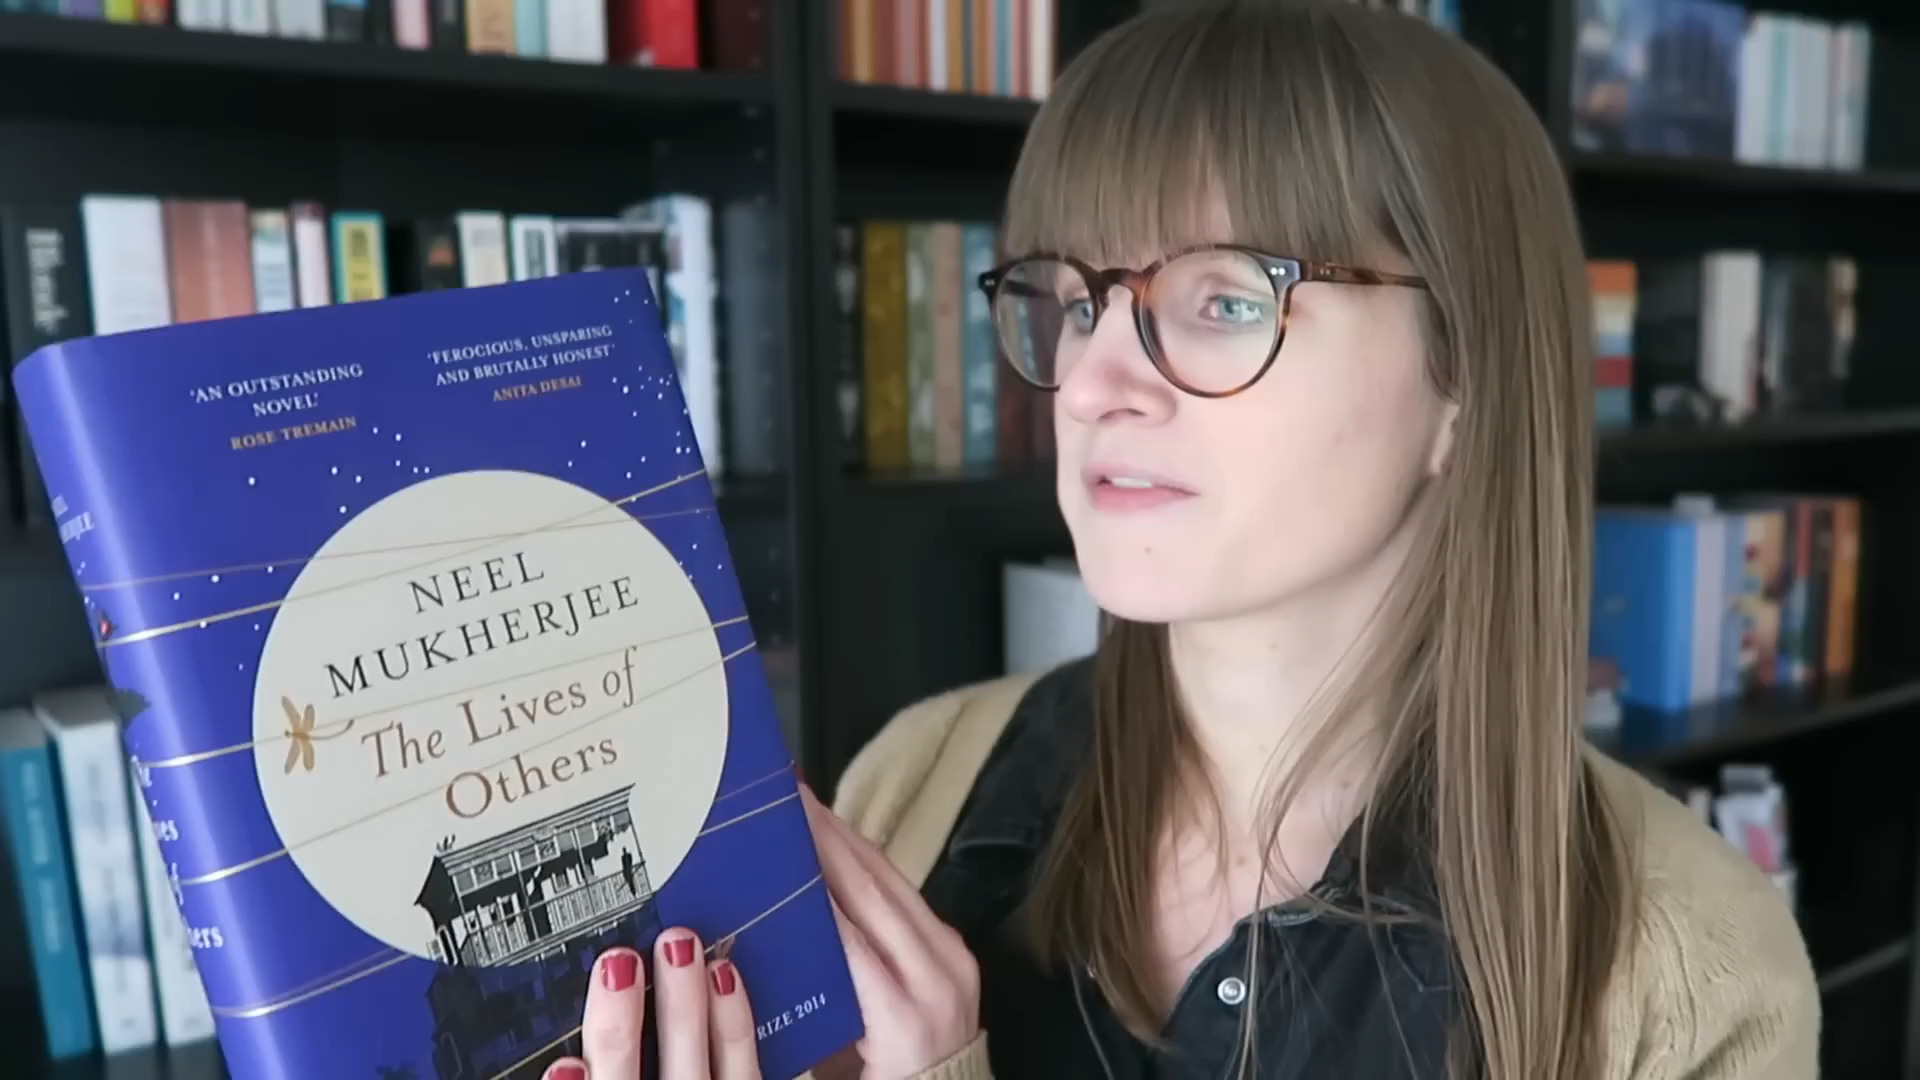 'AN OUTSTANDING
NOVEL'
ROSE TREMAIN
'FEROCIOUS, UNSPARING
AND BRUTALLY HONEST'
ANITA DESAI
NEEL
MUKHERJEE
The Lives of
Others
RIZE 2014